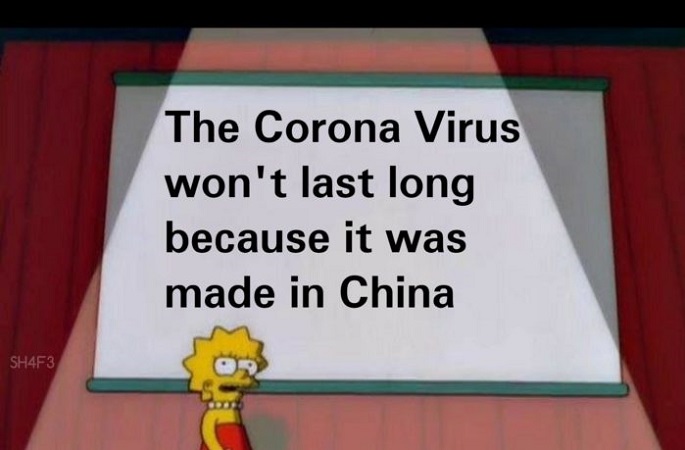 The Corona Virus
won't last long
because it was
made in China
SH4F3